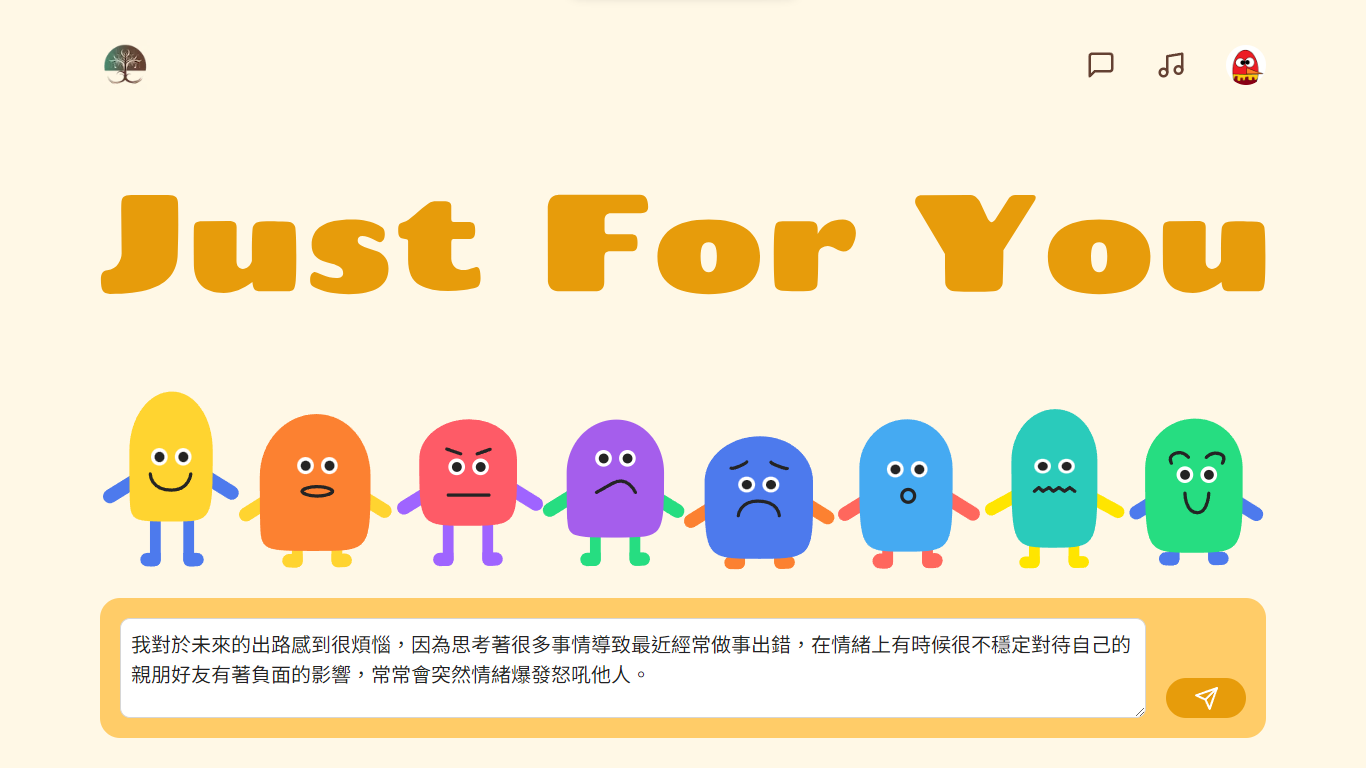 Just For You
我對於未來的出路感到很煩惱，因為思考著很多事情導致最近經常做事出錯，在情緒上有時候很不穩定對待自己的
親朋好友有著負面的影響，常常會突然情緒爆發怒吼他人。